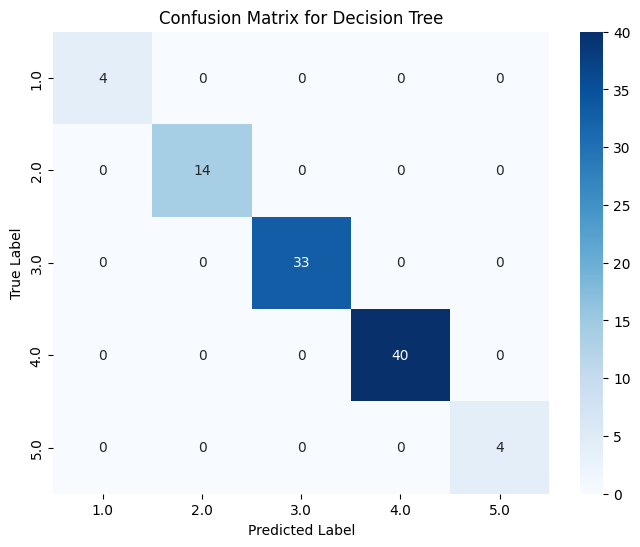 Confusion Matrix for Decision Tree
1.0 4 0 0 0 0
2.0 0 14 0 0 0
3.0 0 0 33 0 0
4.0 0 0 0 40 0
5.0 0 0 0 0 4
1.0 2.0 3.0 4.0 5.0
Predicted Label
True Label
40
35
30
25
20
15
10
5
0